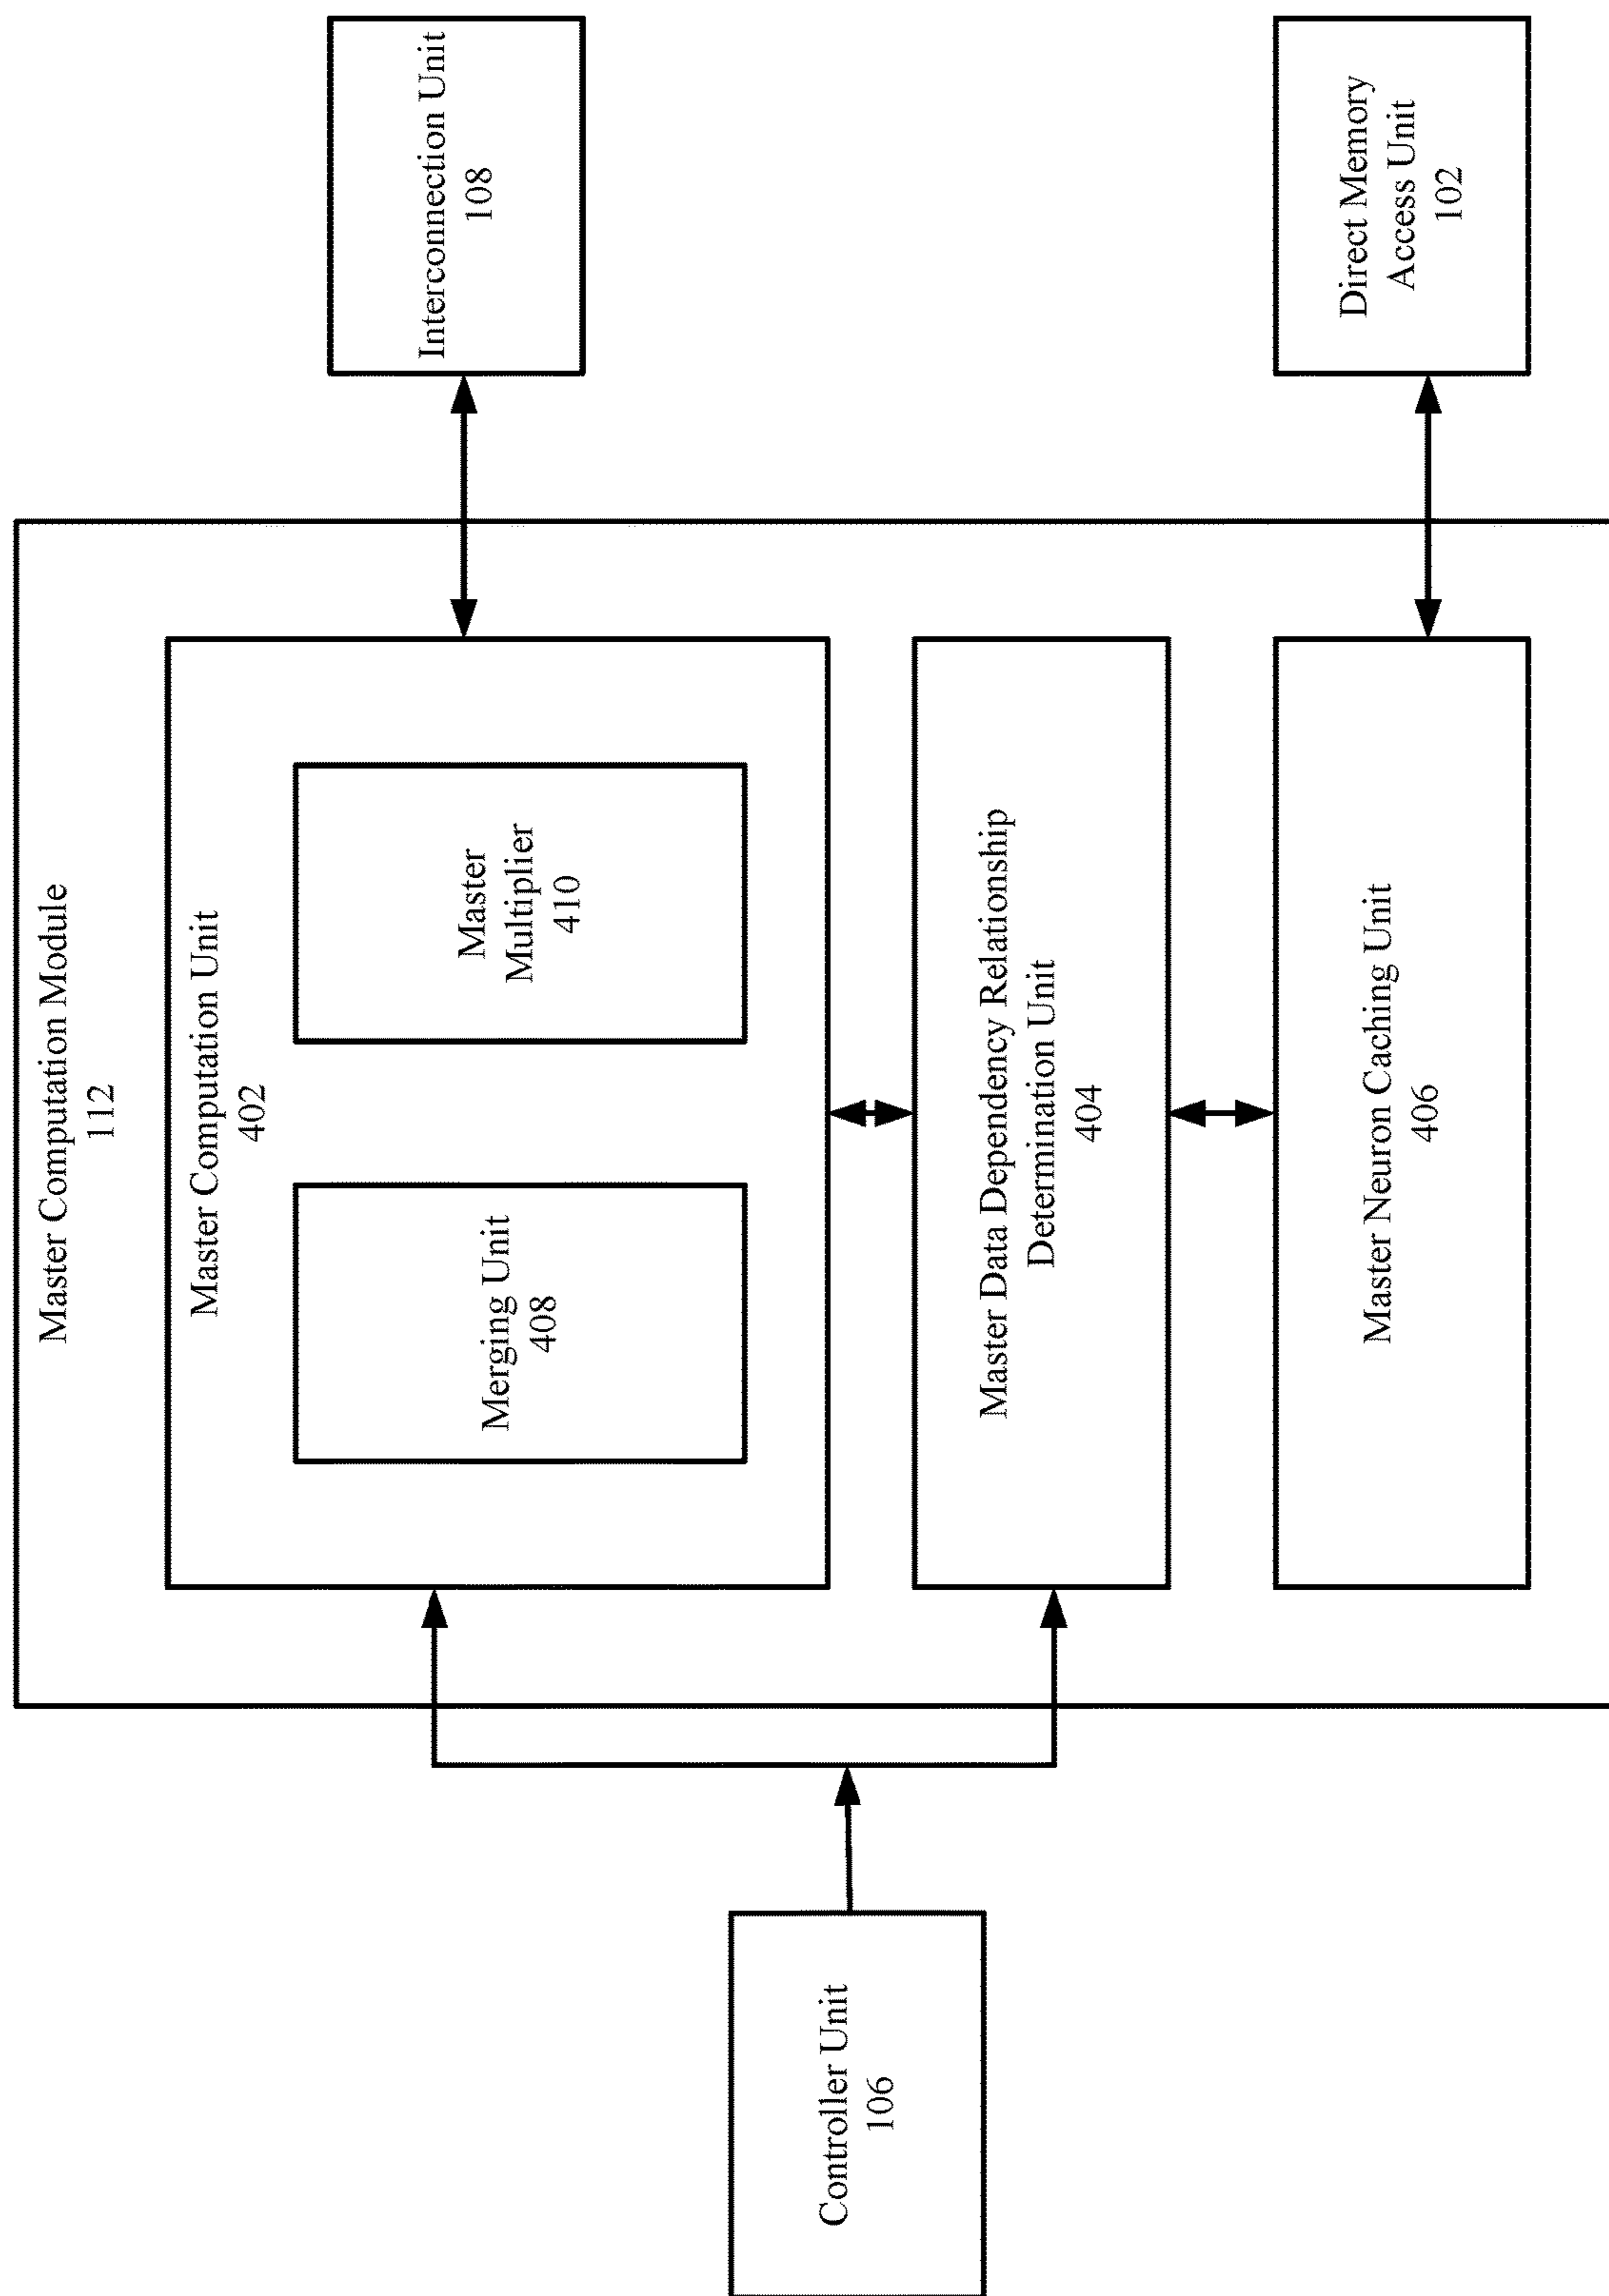 Master Computation Module
112
Master Computation Unit
402
Merging Unit
408
Master
Multiplier
410
Master Data Dependency Relationship
Determination Unit
404
Master Neuron Caching Unit
406
Controller Unit
106
Interconnection Unit
108
Direct Memory
Access Unit
102